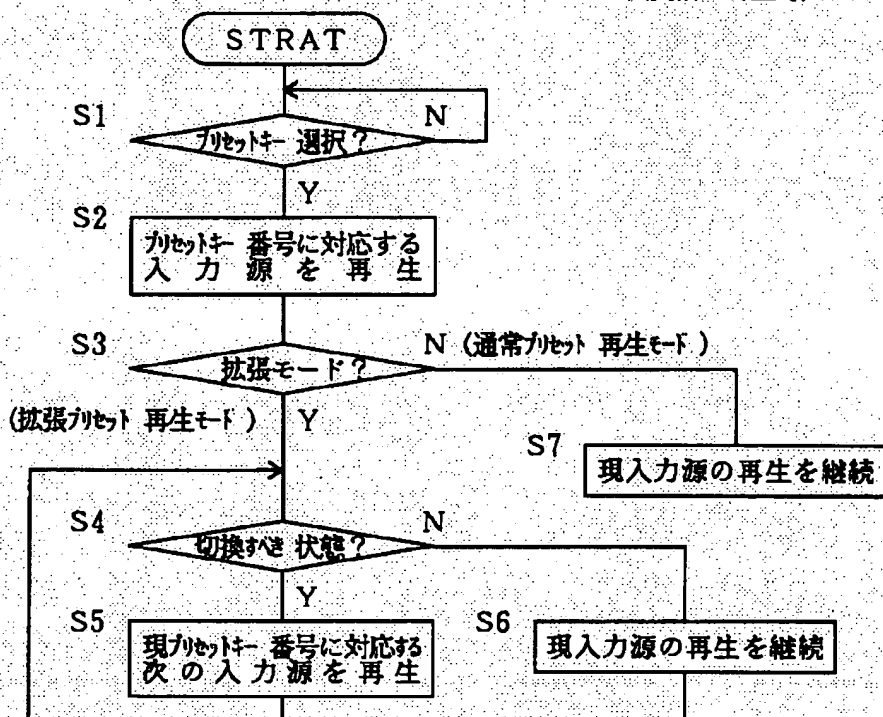 STRAT
S1
プリセットキー 選択？
N
Y
S2
プリセットキー 番号に対応する
入力源を再生
S3
拡張モード？
N (通常プリセット 再生モード )
(拡張プリセット 再生モード )
Y
S7
現入力源の再生を継続
S4
切換すべき 状態？
N
Y
S5
現プリセットキー 番号に対応する
次の入力源を再生
S6
現入力源の再生を継続